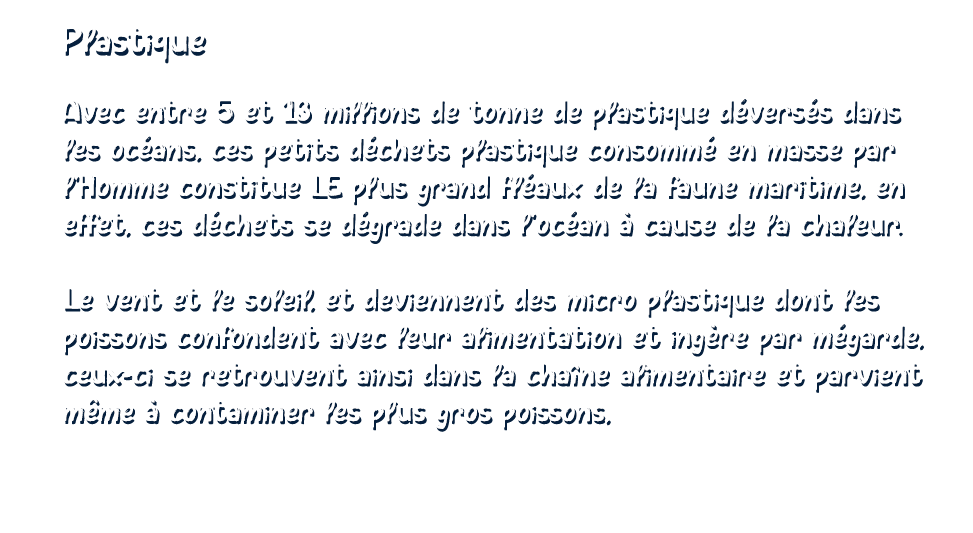 Plastique
Avec entre 5 et 13 millions de tonne de plastique déversés dans
les océans, ces petits déchets plastique consommé en masse par
l'Homme constitue LE plus grand fléaux de la faune maritime, en
effet, ces déchets se dégrade dans l'océan à cause de la chaleur.
Le vent et le soleil, et deviennent des micro plastique dont les
poissons confondent avec leur alimentation et ingère par mégarde,
ceux-ci se retrouvent ainsi dans la chaîne alimentaire et parvient
même à contaminer les plus gros poissons.